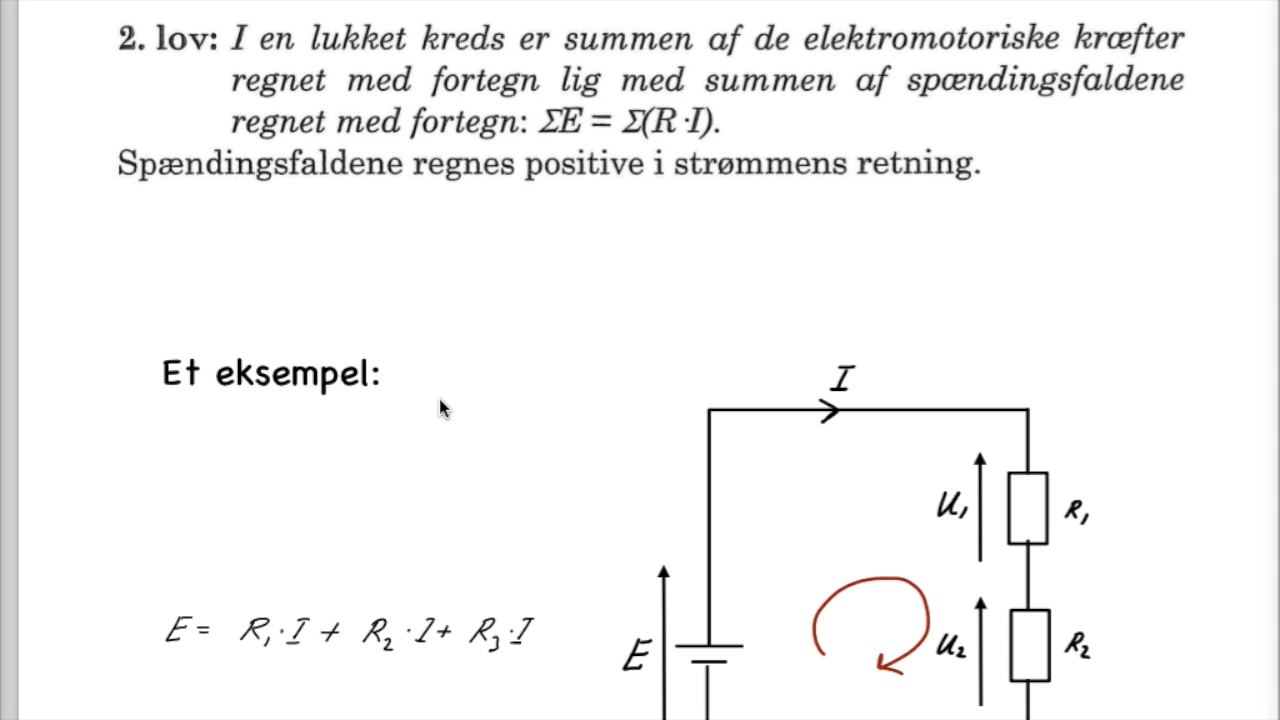 2. lov: I en lukket kreds er summen af de elektromotoriske kræfter
regnet med fortegn lig med summen af spændingsfaldene
regnet med fortegn: ΣE = Σ(R·I).
Spændingsfaldene regnes positive i strømmens retning.
Et eksempel:
I
U₁
R₁
E = R₁·I + R₂·I + R₃·I
E
U₂
R₂